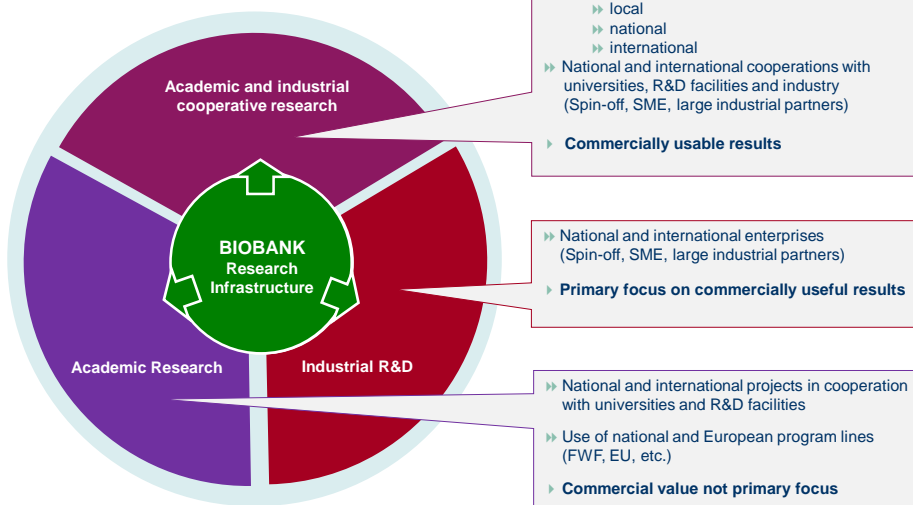 Academic and industrial
cooperative research
BIOBANK
Research
Infrastructure
Academic Research
Industrial R&D
local
national
international
National and international cooperations with
universities, R&D facilities and industry
(Spin-off, SME, large industrial partners)
Commercially usable results
National and international enterprises
(Spin-off, SME, large industrial partners)
Primary focus on commercially useful results
National and international projects in cooperation
with universities and R&D facilities
Use of national and European program lines
(FWF, EU, etc.)
Commercial value not primary focus